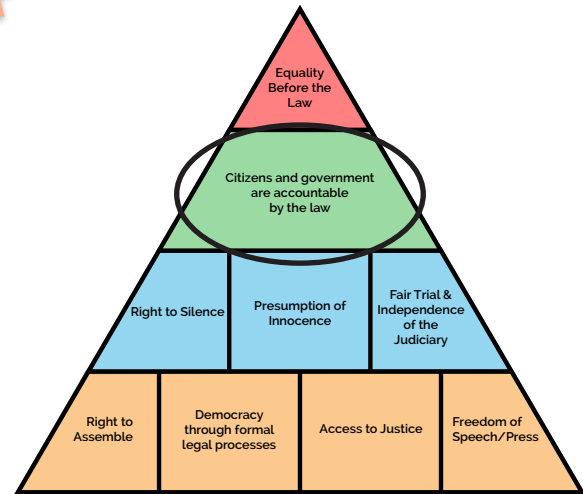 Equality
Before the
Law
Citizens and government
are accountable
by the law
Right to Silence
Presumption of
Innocence
Fair Trial &
Independence
of the
Judiciary
Right to
Assemble
Democracy
through formal
legal processes
Access to Justice
Freedom of
Speech/Press